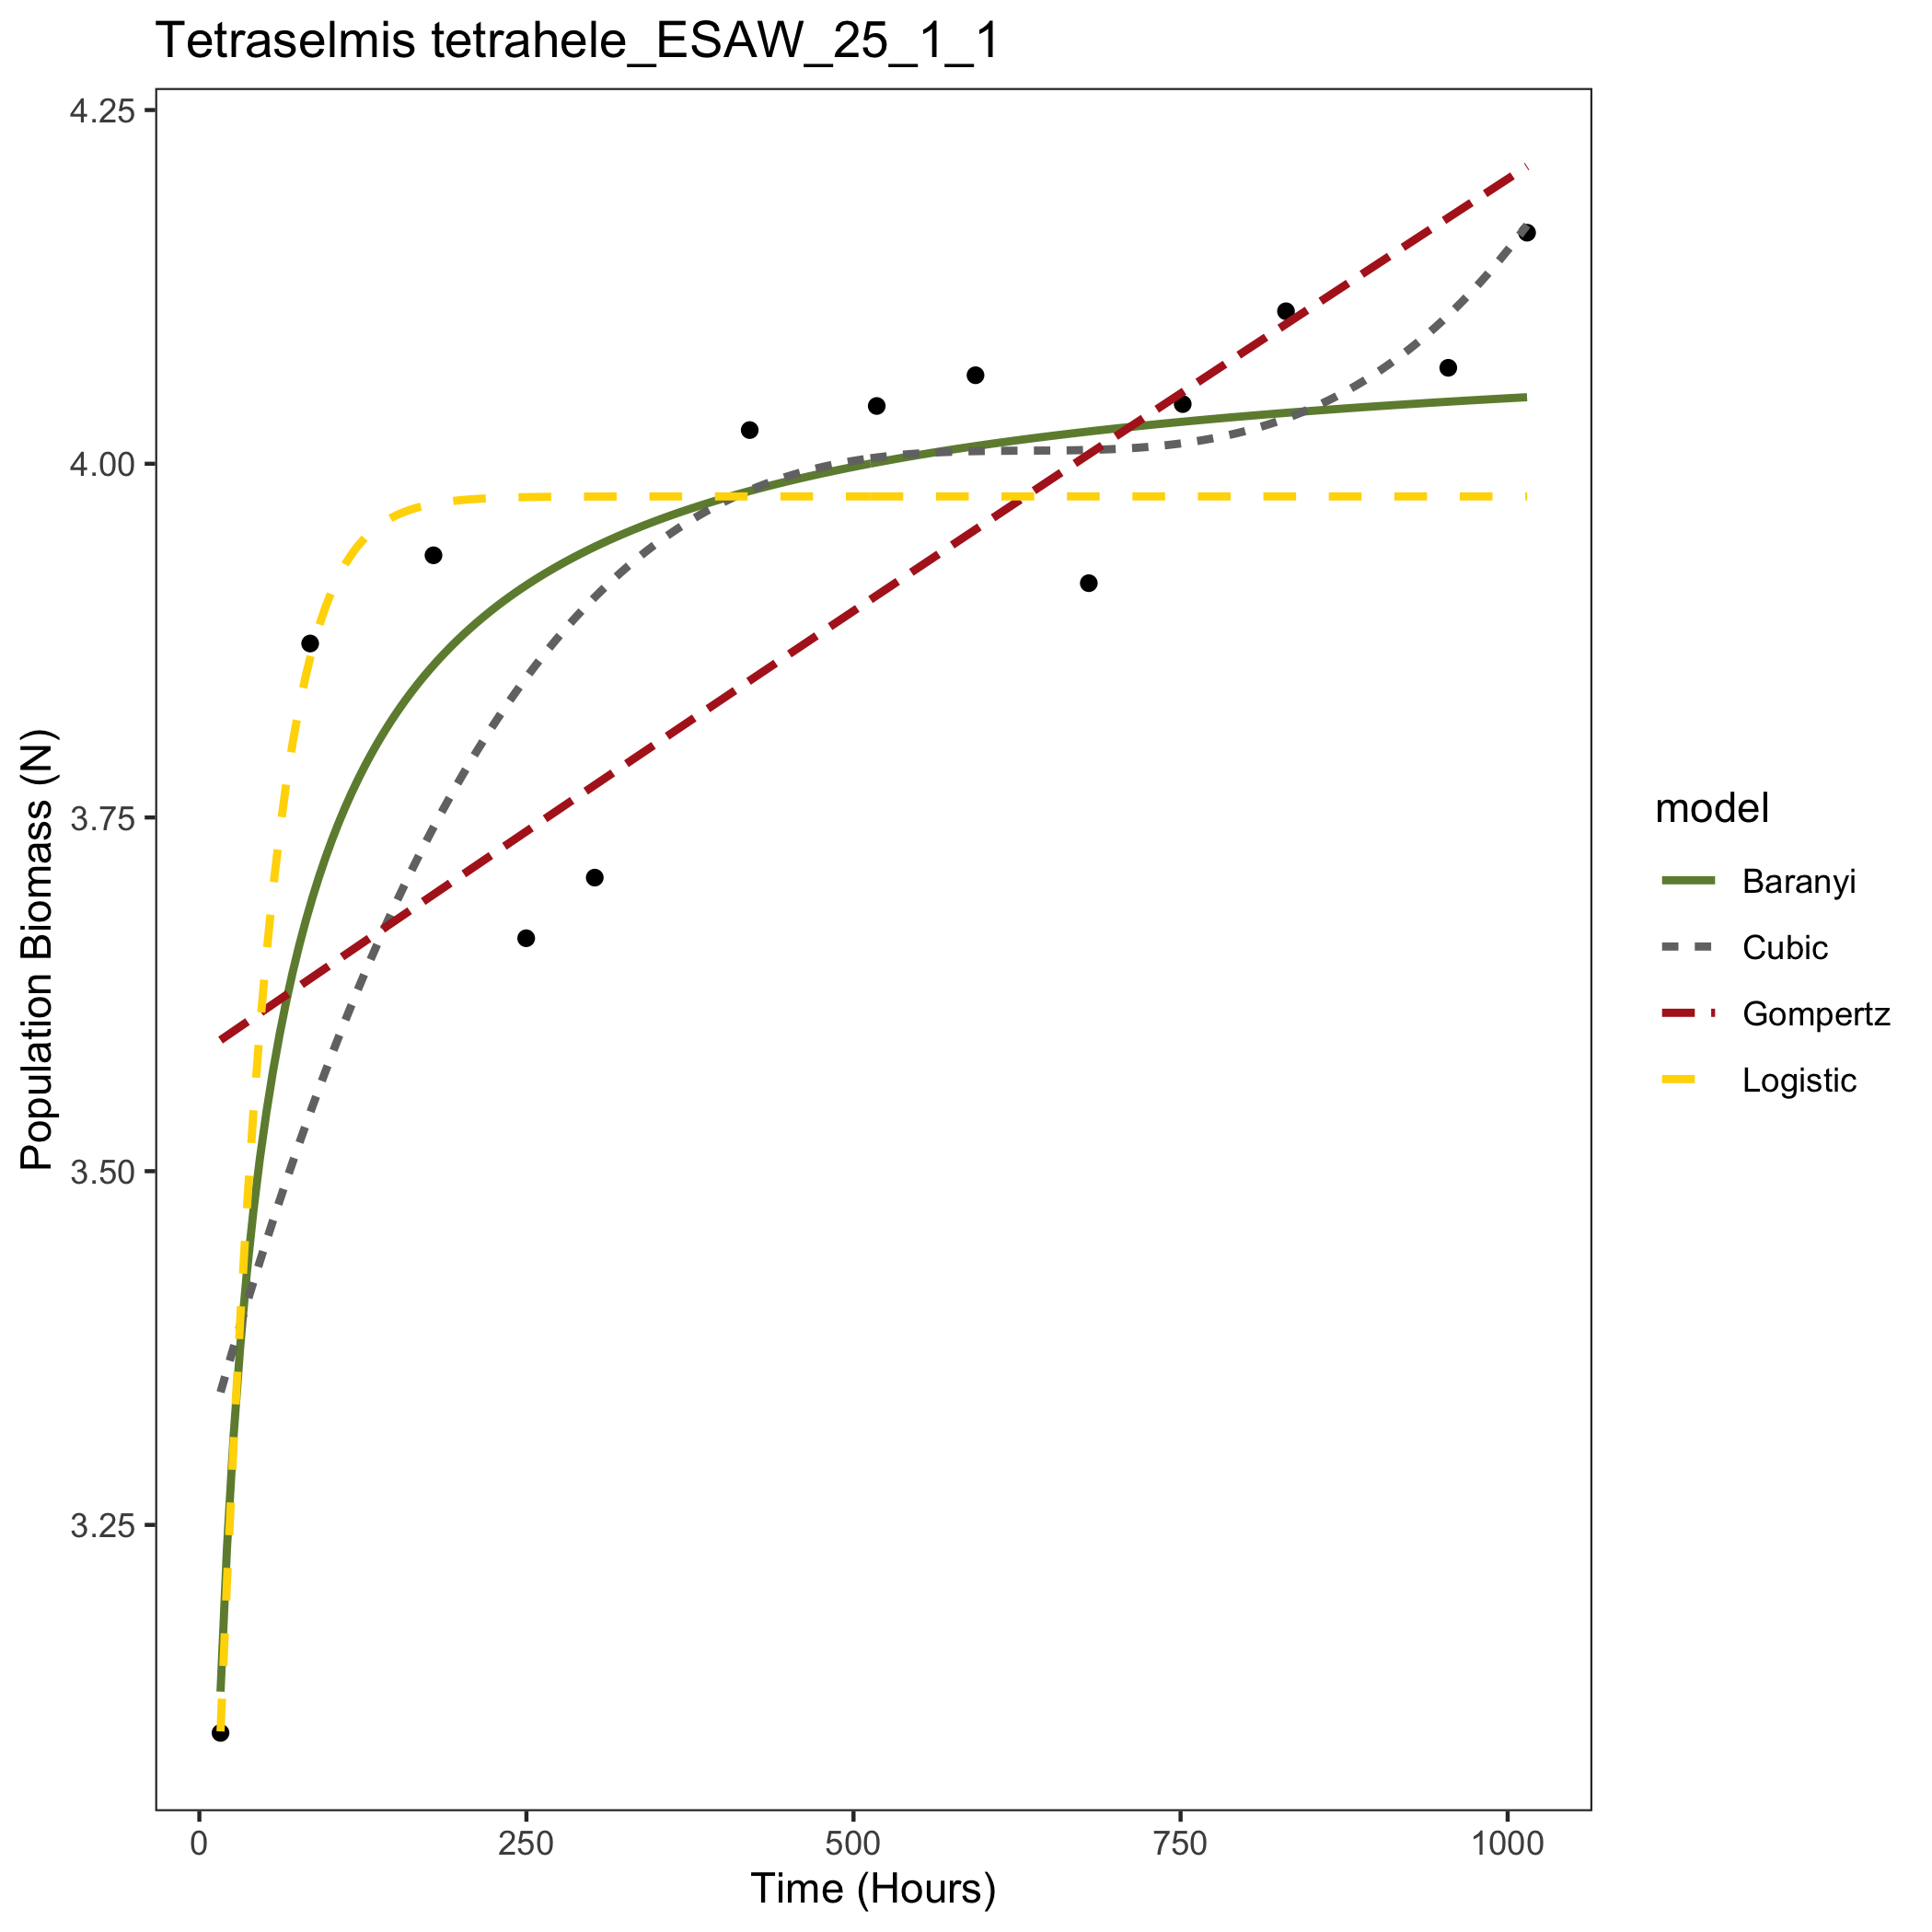 Tetraselmis tetrahele_ESAW_25_1_1
4.25
4.00
3.75
3.50
3.25
Population Biomass (N)
0 250 500 750 1000
Time (Hours)
model
Baranyi
Cubic
Gompertz
Logistic